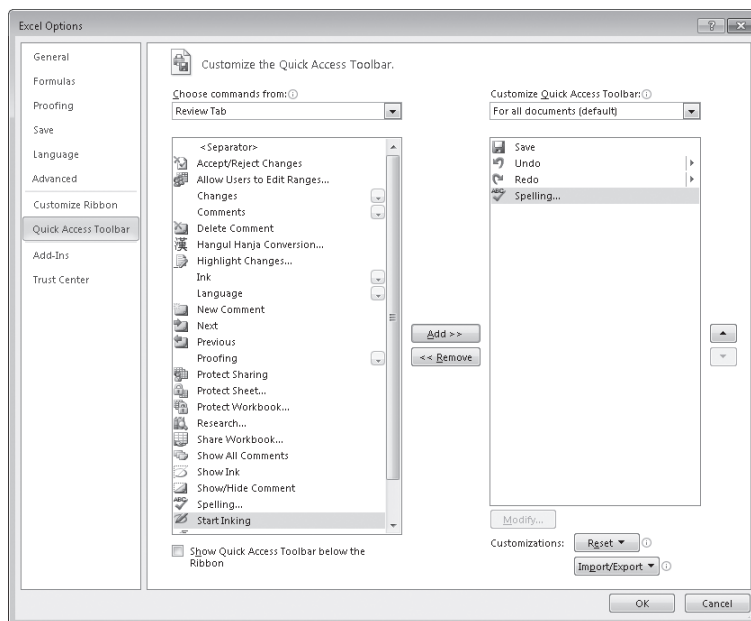 Excel Options
General
Formulas
Proofing
Save
Language
Advanced
Customize Ribbon
Quick Access Toolbar
Add-Ins
Trust Center
Customize the Quick Access Toolbar.
Choose commands from:
Review Tab
<Separator>
Accept/Reject Changes
Allow Users to Edit Ranges...
Changes
Comments
Delete Comment
Hangul Hanja Conversion...
Highlight Changes...
Ink
Language
New Comment
Next
Previous
Proofing
Protect Sharing
Protect Sheet...
Protect Workbook...
Research...
Share Workbook...
Show All Comments
Show Ink
Show/Hide Comment
Spelling...
Start Inking
Show Quick Access Toolbar below the
Ribbon
Add >>
<< Remove
Customize Quick Access Toolbar:
For all documents (default)
Save
Undo
Redo
Spelling...
Modify...
Customizations: Reset
Import/Export
OK Cancel